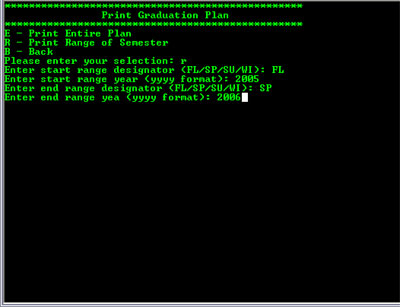 **************************************************
Print Graduation Plan
**************************************************
E - Print Entire Plan
R - Print Range of Semester
B - Back
Please enter your selection: r
Enter start range designator (FL/SP/SU/WI): FL
Enter start range year (yyyy format): 2005
Enter end range designator (FL/SP/SU/WI): SP
Enter end range yea (yyyy format): 2006